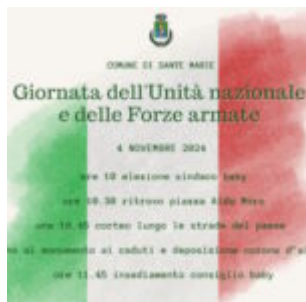 COMUNE DI SANTE MARIE
Giornata dell'Unità nazionale
e delle Forze armate
4 NOVEMBRE 2024
ore 10 elezione sindaco baby
ore 10.30 ritrovo piazza Aldo Moro
ore 10.45 corteo lungo le strade del paese
al monumento ai caduti e deposizione corona d'al
ore 11.45 insediamento consiglio baby